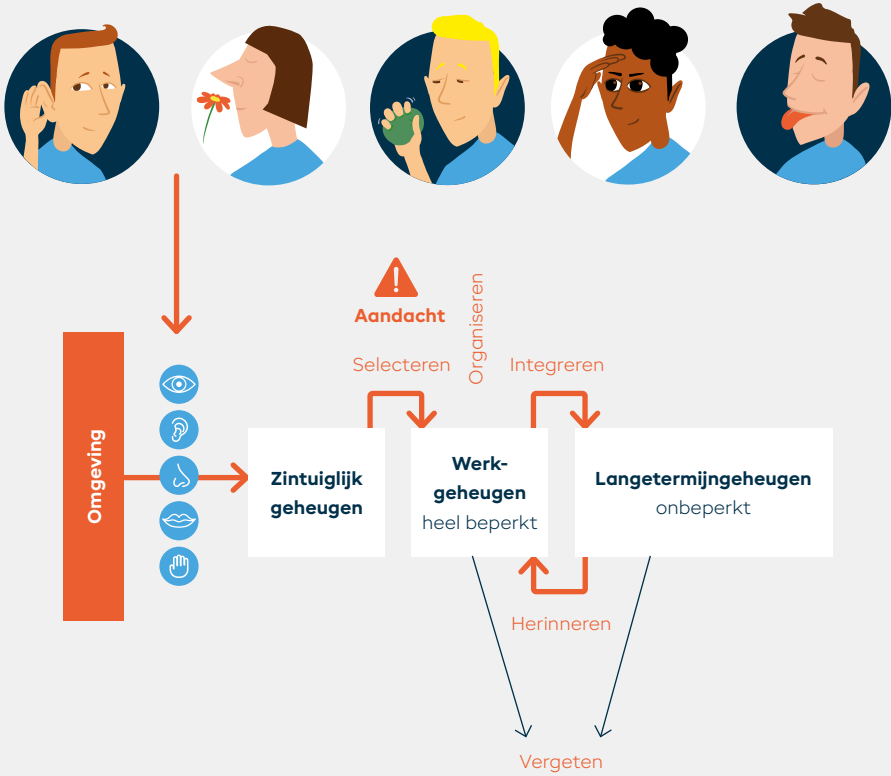 Aandacht
Organiseren
Selecteren
Integreren
Omgeving
Zintuiglijk
geheugen
Werk-
geheugen
heel beperkt
Langetermijngeheugen
onbeperkt
Herinneren
Vergeten